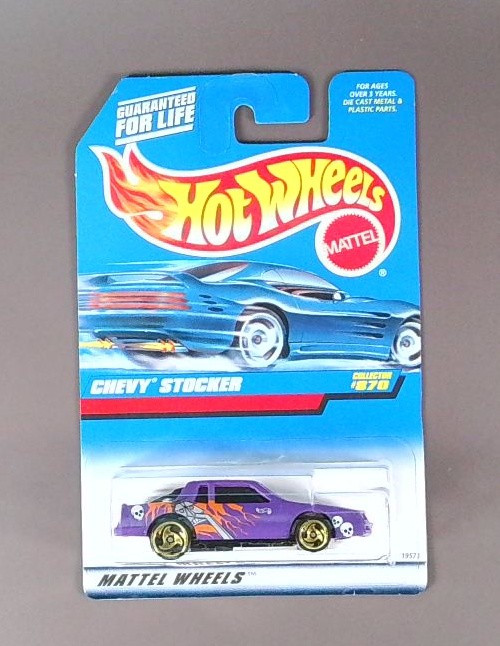 GUARANTEED
FOR LIFE
FOR AGES
OVER 3 YEARS.
DIE CAST METAL &
PLASTIC PARTS.
HOT WHEELS
MATTEL
®
CHEVY® STOCKER
COLLECTOR
#870
MATTEL WHEELS™